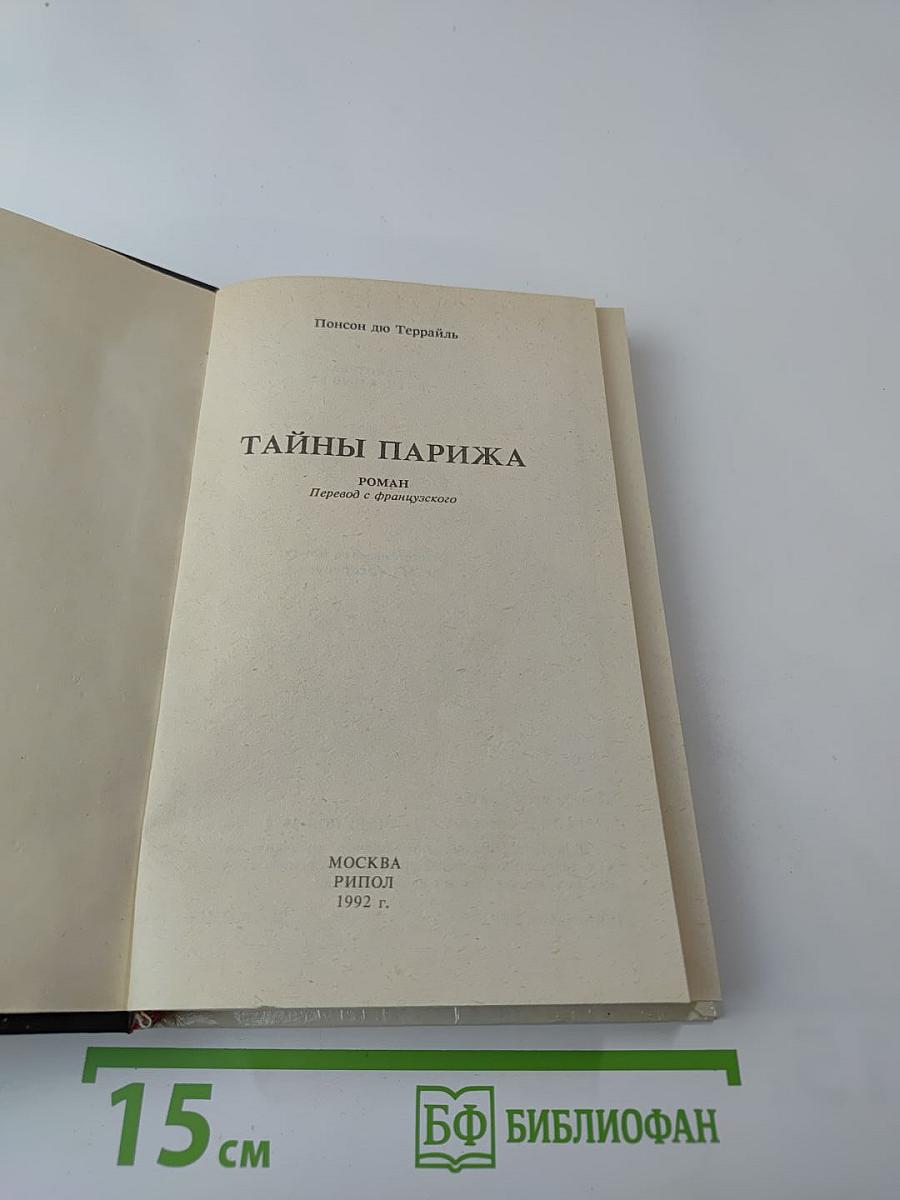 Понсон дю Террайль
ТАЙНЫ ПАРИЖА
РОМАН
Перевод с французского
МОСКВА
РИПОЛ
1992 г.
15 см
БФ БИБЛИОФАН